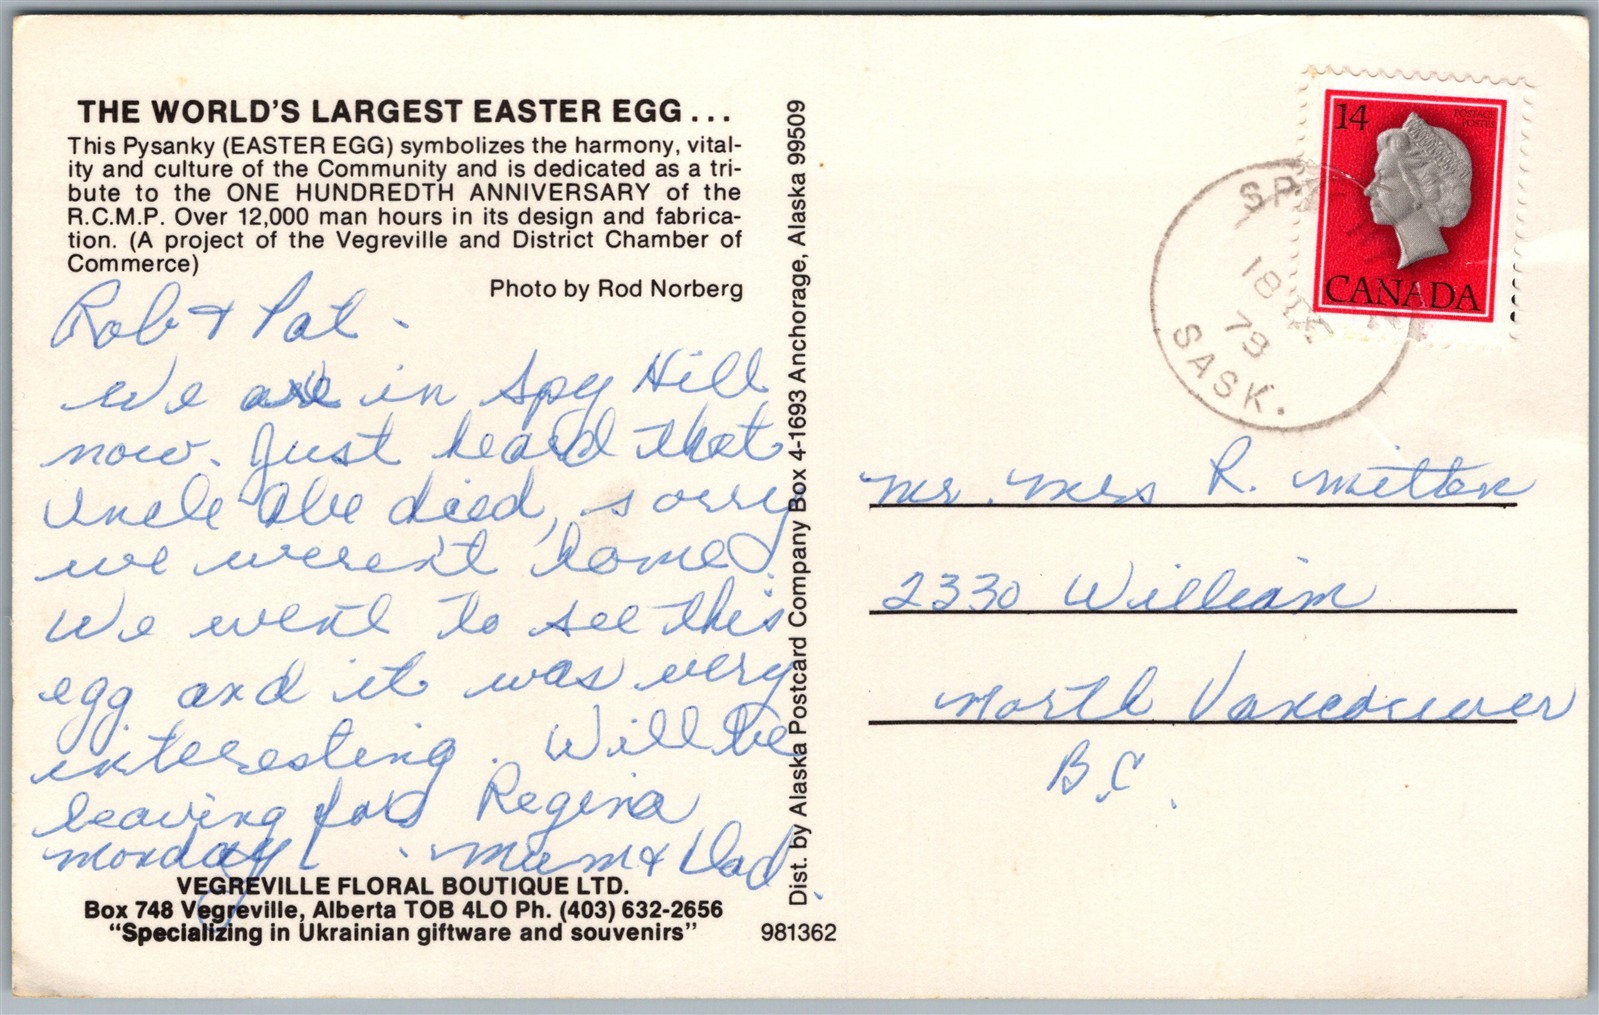 THE WORLD'S LARGEST EASTER EGG...
This Pysanky (EASTER EGG) symbolizes the harmony, vital-
ity and culture of the Community and is dedicated as a tri-
bute to the ONE HUNDREDTH ANNIVERSARY of the
R.C.M.P. Over 12,000 man hours in its design and fabrica-
tion. (A project of the Vegreville and District Chamber of
Commerce)
Photo by Rod Norberg
Rob & Pat.
We are in Spy Hill
now. Just heard that
Uncle Abe died, sorry
we weren't home.
We went to see this
egg and it was very
interesting. Will be
leaving for Regina
Monday. Mum & Dad.
VEGREVILLE FLORAL BOUTIQUE LTD.
Box 748 Vegreville, Alberta TOB 4LO Ph. (403) 632-2656
"Specializing in Ukrainian giftware and souvenirs"
981362
Dist. by Alaska Postcard Company Box 4-1693 Anchorage, Alaska 99509
14
POSTAGE
POSTES
CANADA
SP
18
79
SASK.
Mr. Mrs R. Mitten
2330 William
North Vancouver
B.C.